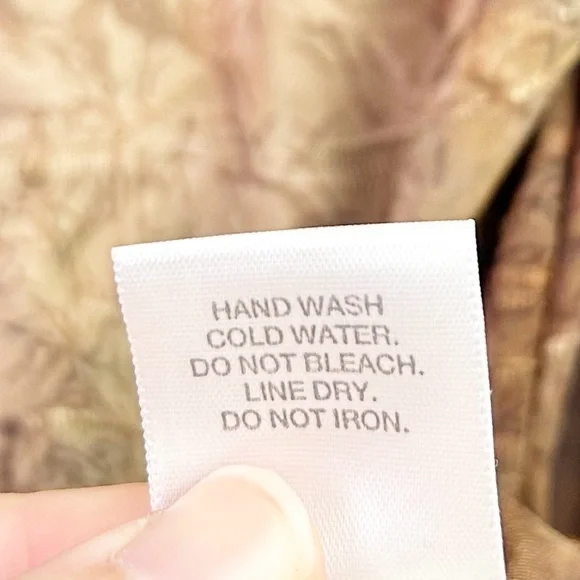 HAND WASH
COLD WATER.
DO NOT BLEACH.
LINE DRY.
DO NOT IRON.